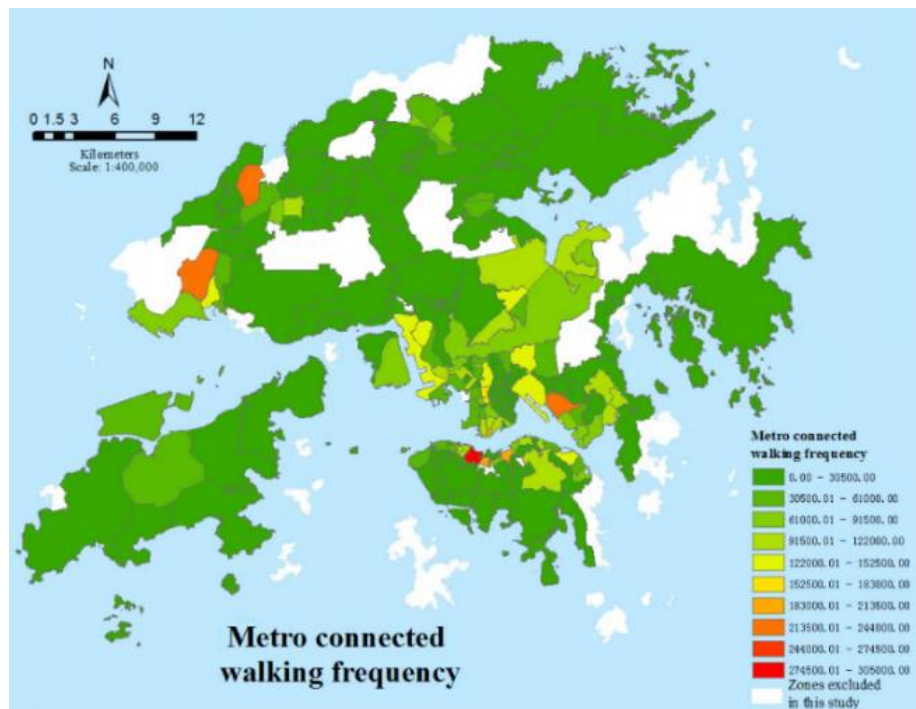 N
0 1.5 3 6 9 12
Kilometers
Scale: 1:400,000
Metro connected
walking frequency
0.00 - 30500.00
30500.01 - 61000.00
61000.01 - 91500.00
91500.01 - 122000.00
122000.01 - 152500.00
152500.01 - 183000.00
183000.01 - 213500.00
213500.01 - 244000.00
244000.01 - 274500.00
274500.01 - 305000.00
Zones excluded
in this study
Metro connected
walking frequency